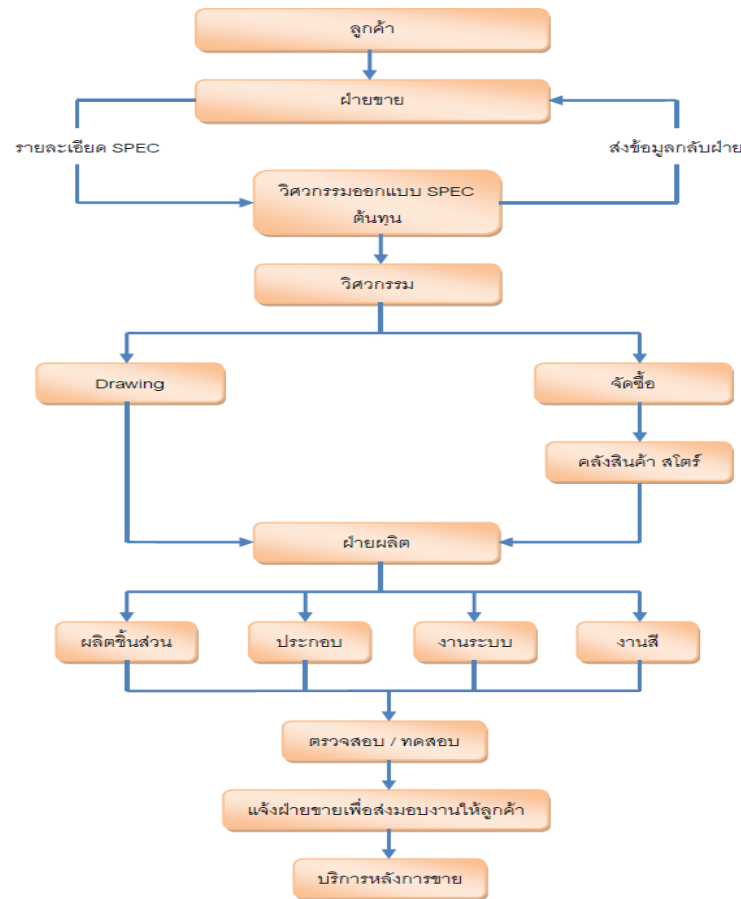 ลูกค้า
ฝ่ายขาย
รายละเอียด SPEC
ส่งข้อมูลกลับฝ่าย
วิศวกรรมออกแบบ SPEC
ต้นทุน
วิศวกรรม
Drawing
จัดซื้อ
คลังสินค้า สโตร์
ฝ่ายผลิต
ผลิตชิ้นส่วน
ประกอบ
งานระบบ
งานสี
ตรวจสอบ / ทดสอบ
แจ้งฝ่ายขายเพื่อส่งมอบงานให้ลูกค้า
บริการหลังการขาย